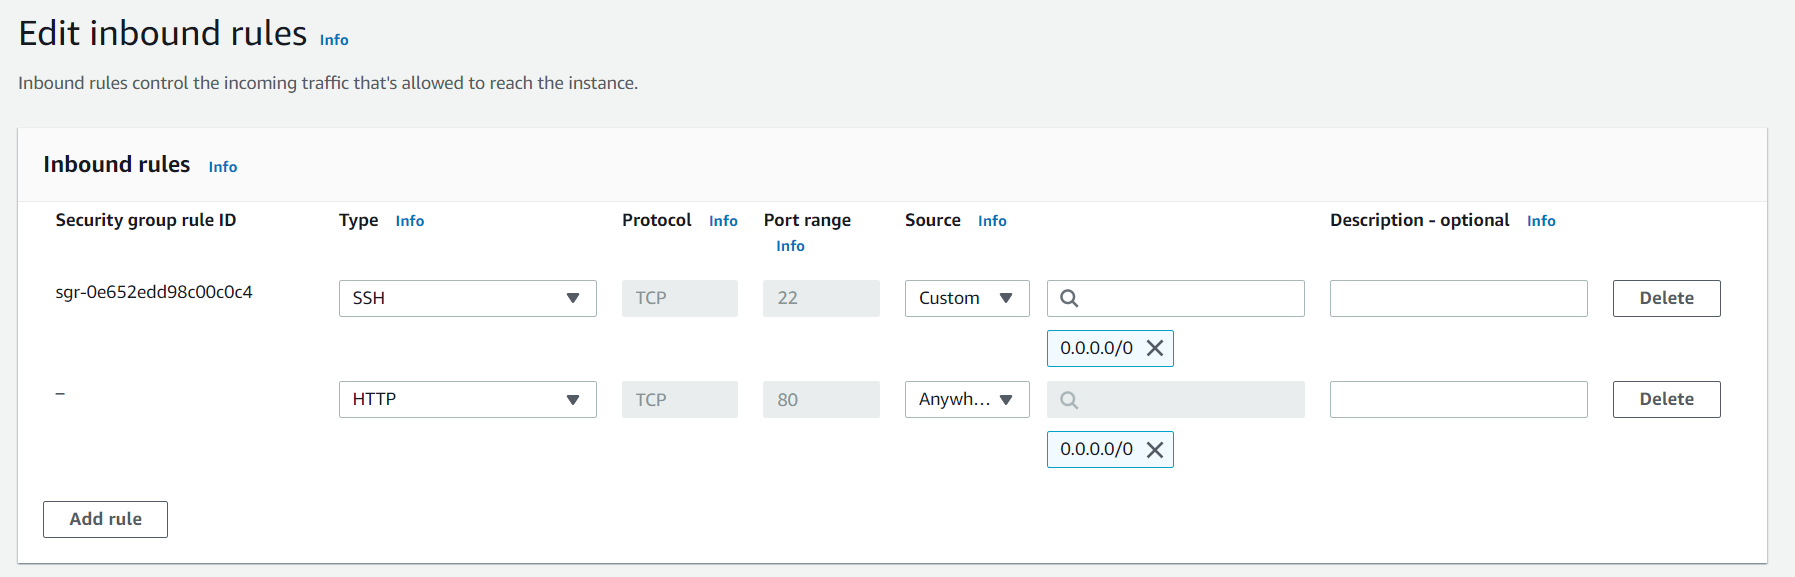 Edit inbound rules Info
Inbound rules control the incoming traffic that's allowed to reach the instance.
Inbound rules Info
Security group rule ID Type Info Protocol Info Port range Info Source Info Description - optional Info
sgr-0e652edd98c00c0c4 SSH TCP 22 Custom Delete
0.0.0.0/0
– HTTP TCP 80 Anywh... Delete
0.0.0.0/0
Add rule